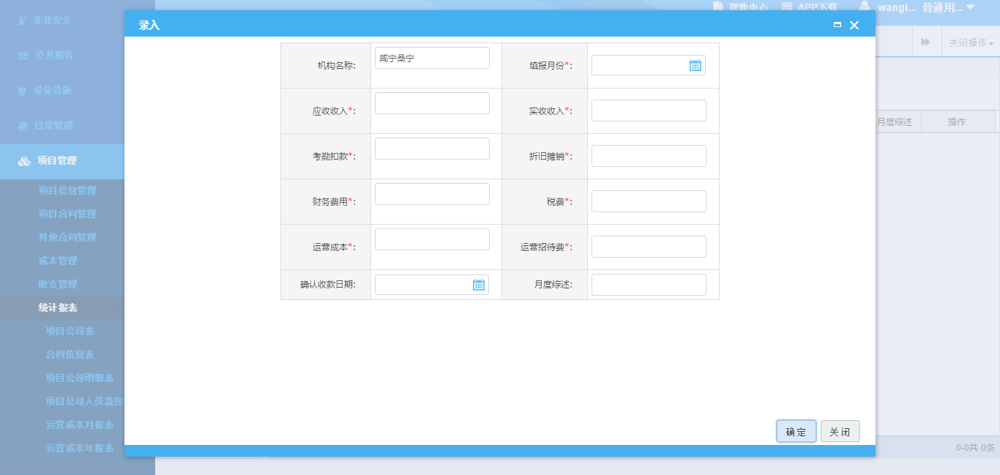 帮助中心 APP下载 wangl... 普通用...
作业安全
公共服务
设备设施
日常管理
项目管理
项目信息管理
项目合同管理
其他合同管理
成本管理
收支管理
统计报表
项目公司表
合同信息表
项目公司明细表
项目公司人员监控
运营成本月报表
运营成本年报表
录入
机构名称: 咸宁桑宁 填报月份*:
应收收入*: 实收收入*:
考勤扣款*: 折旧摊销*:
财务费用*: 税费*:
运营成本*: 运营招待费*:
确认收款日期: 月度综述:
确定 关闭
关闭操作
月度综述 操作
0-0共 0条